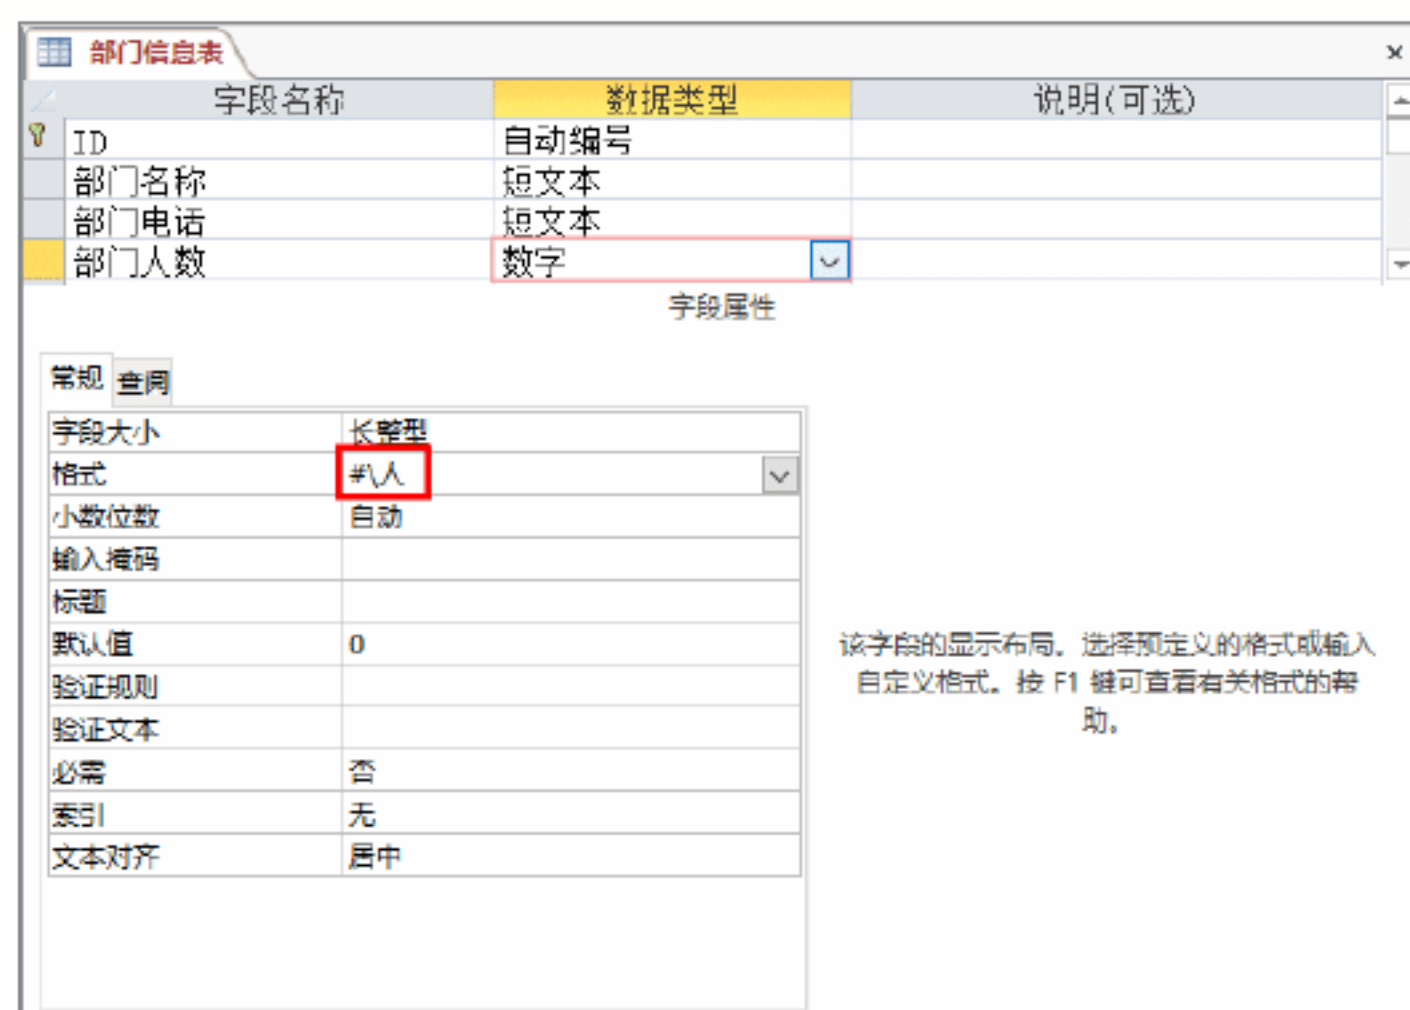 部门信息表
字段名称 数据类型 说明(可选)
ID 自动编号
部门名称 短文本
部门电话 短文本
部门人数 数字
字段属性
常规 查阅
字段大小 长整型
格式 #\人
小数位数 自动
输入掩码
标题
默认值 0
验证规则
验证文本
必需 否
索引 无
文本对齐 居中
该字段的显示布局。选择预定义的格式或输入
自定义格式。按 F1 键可查看有关格式的帮
助。